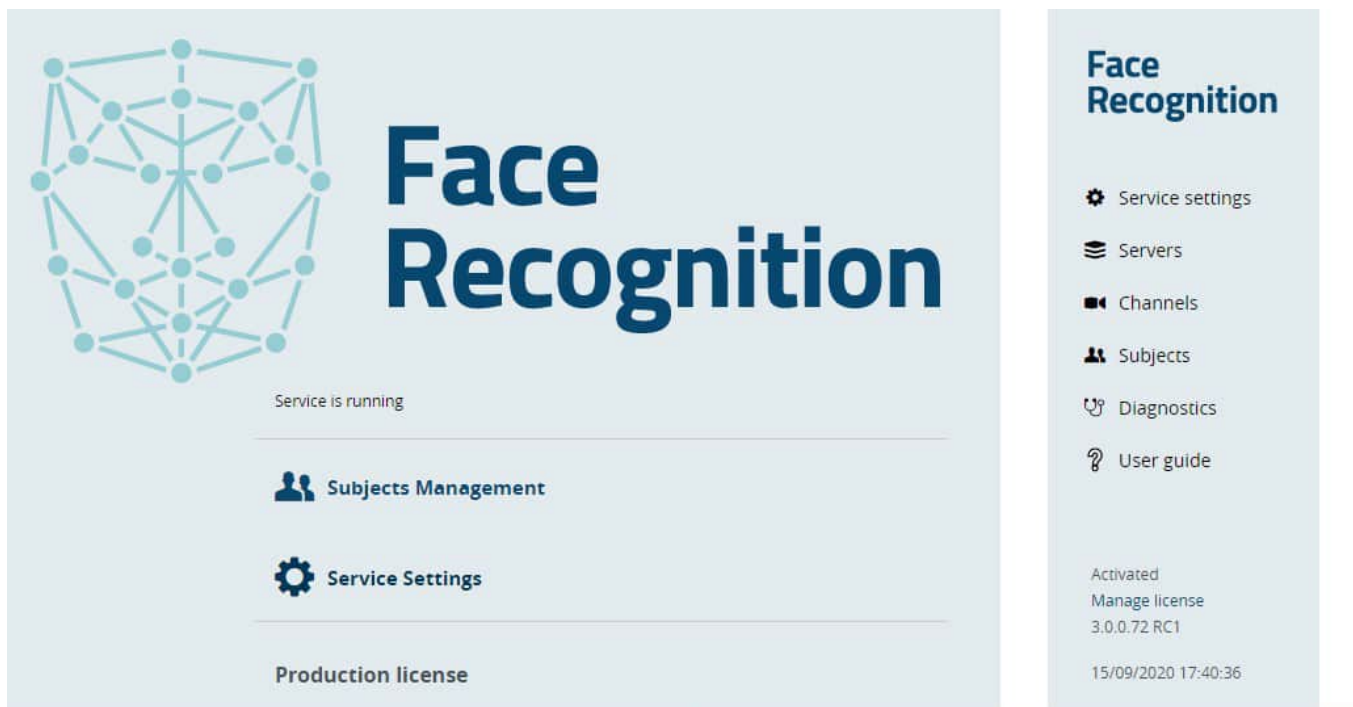 Face
Recognition
Service is running
Subjects Management
Service Settings
Production license
Face
Recognition
Service settings
Servers
Channels
Subjects
Diagnostics
User guide
Activated
Manage license
3.0.0.72 RC1
15/09/2020 17:40:36